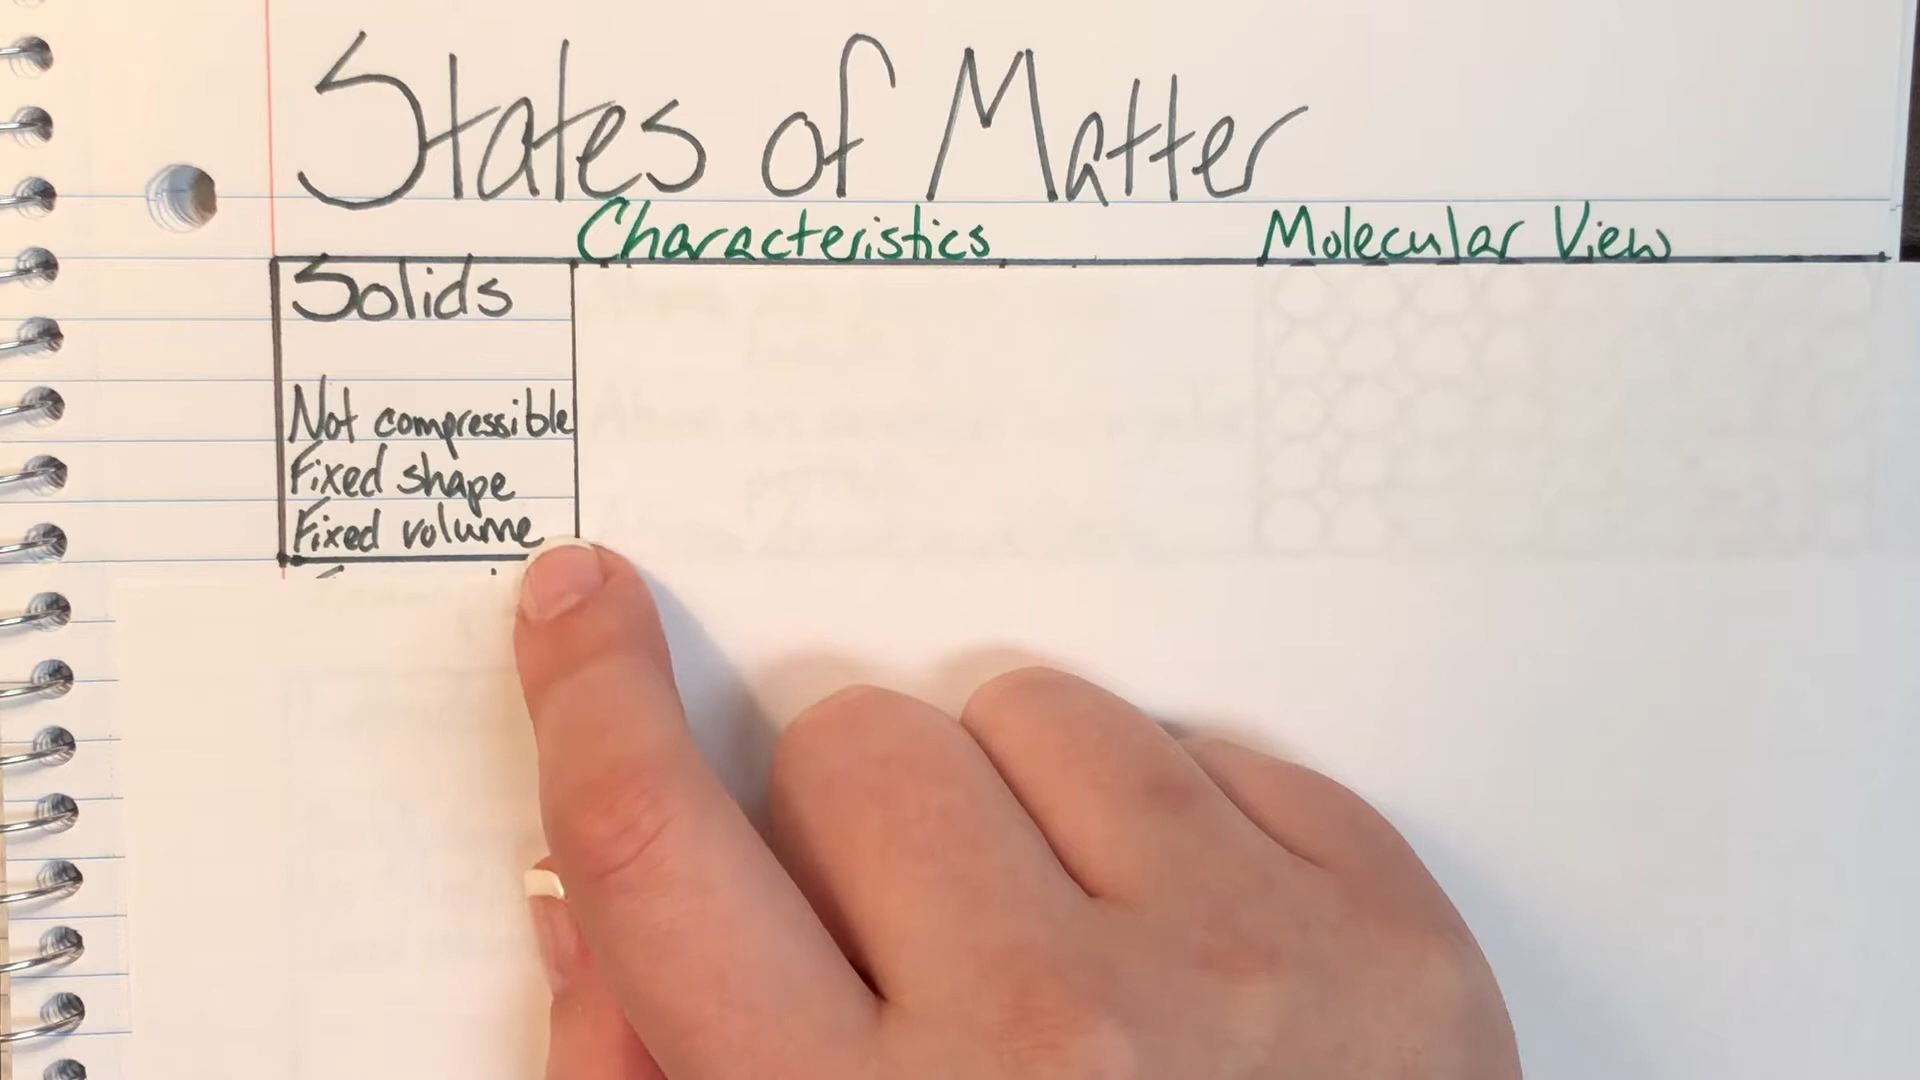 States of Matter
Characteristics Molecular View
Solids
Not compressible
Fixed shape
Fixed volume